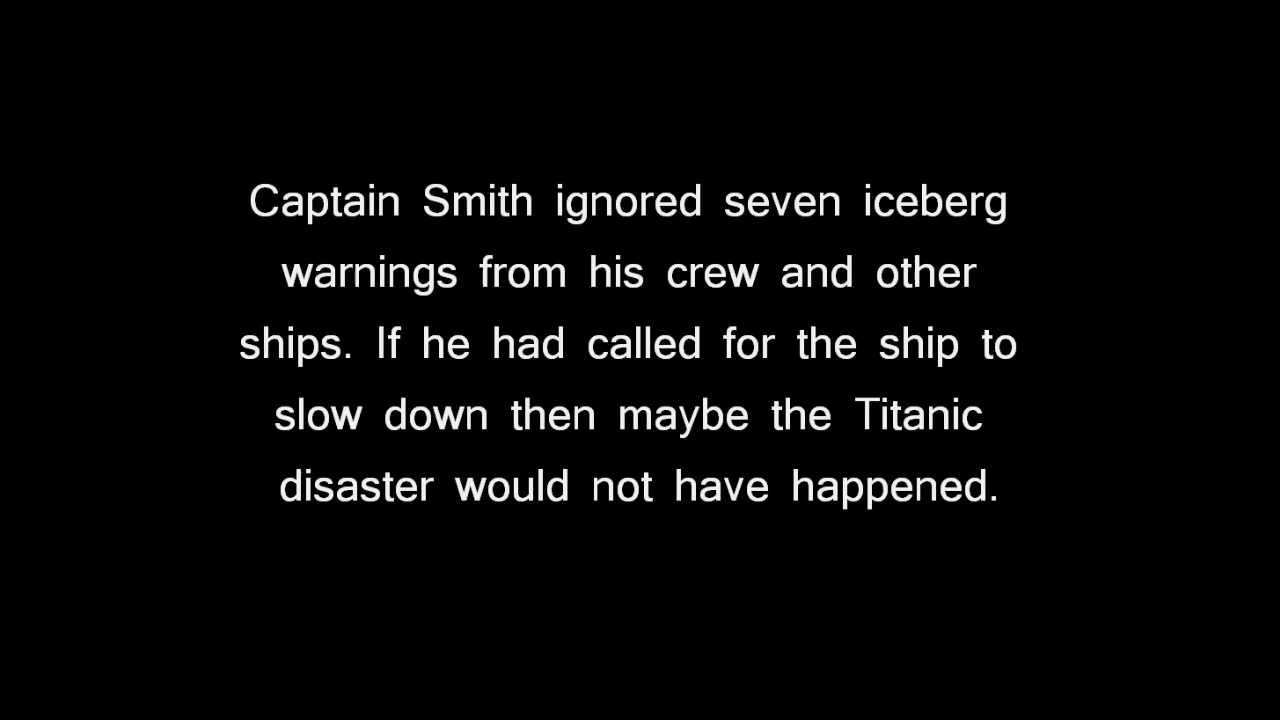 Captain Smith ignored seven iceberg
warnings from his crew and other
ships. If he had called for the ship to
slow down then maybe the Titanic
disaster would not have happened.